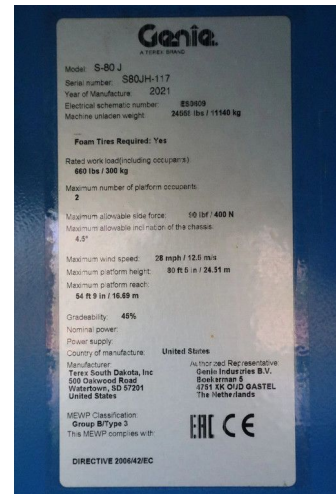 Genie.
A TEREX BRAND
Model: S-80 J
Serial number: S80JH-117
Year of Manufacture: 2021
Electrical schematic number:
Machine unladen weight: / 11140 kg
Foam Tires Required: Yes
Rated work load(including occupants):
660 lbs / 300 kg
Maximum number of platform occupants:
2
Maximum allowable side force: lbf / 400 N
Maximum allowable inclination of the chassis:
4.5°
Maximum wind speed: 28 mph / 12.5 m/s
Maximum platform height: 80 ft 5 in / 24.51 m
Maximum platform reach:
54 ft 9 in / 16.69 m
Gradeability: 45%
Nominal power:
Power supply:
Country of manufacture: United States
Manufacturer:
Terex South Dakota, Inc
500 Oakwood Road
Watertown, SD 57201
United States
Authorized Representative:
Genie Industries B.V.
Boekerman 5
4751 XK OUD GASTEL
The Netherlands
MEWP Classification:
Group B/Type 3
This MEWP complies with:
EAC CE
DIRECTIVE 2006/42/EC